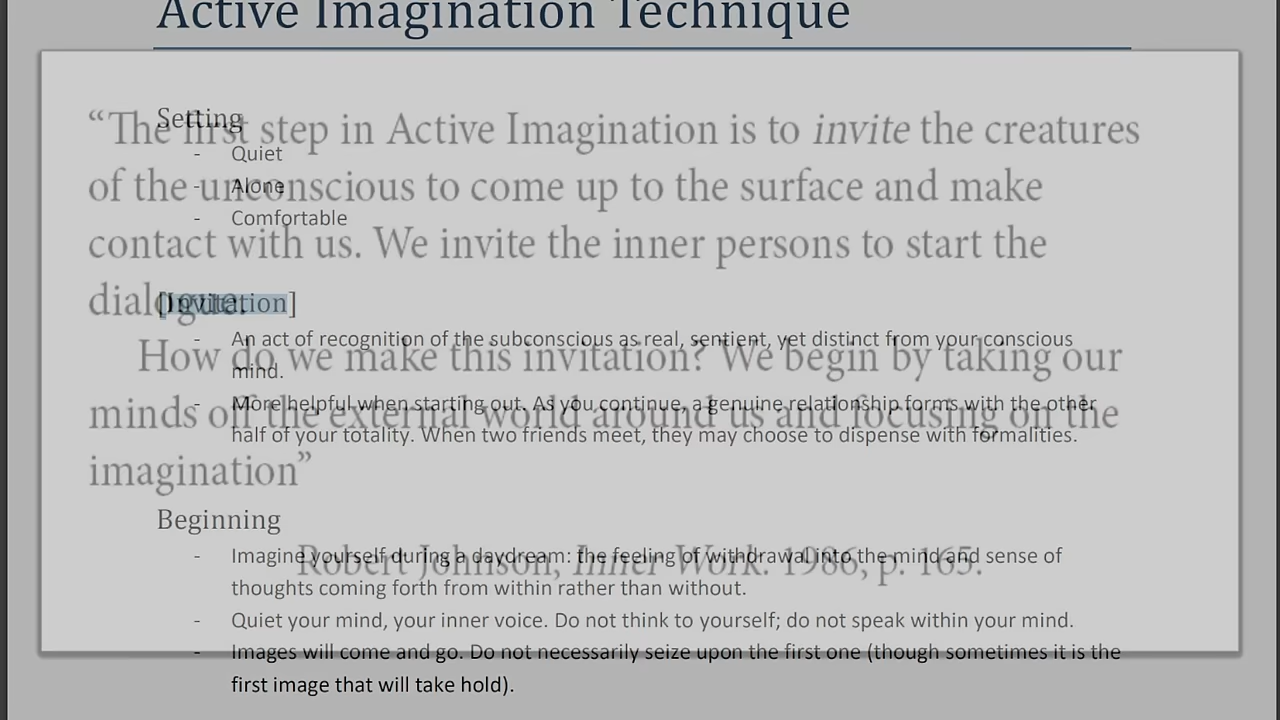 Active Imagination Technique
Setting
- Quiet
- Alone
- Comfortable
[Invitation]
- An act of recognition of the subconscious as real, sentient, yet distinct from your conscious
mind.
- More helpful when starting out. As you continue, a genuine relationship forms with the other
half of your totality. When two friends meet, they may choose to dispense with formalities.
Beginning
- Imagine yourself during a daydream: the feeling of withdrawal into the mind and sense of
thoughts coming forth from within rather than without.
- Quiet your mind, your inner voice. Do not think to yourself; do not speak within your mind.
- Images will come and go. Do not necessarily seize upon the first one (though sometimes it is the
first image that will take hold).
“The first step in Active Imagination is to invite the creatures
of the unconscious to come up to the surface and make
contact with us. We invite the inner persons to start the
dialogue.
How do we make this invitation? We begin by taking our
minds off the external world around us and focusing on the
imagination”
Robert Johnson, Inner Work. 1986, p. 165.